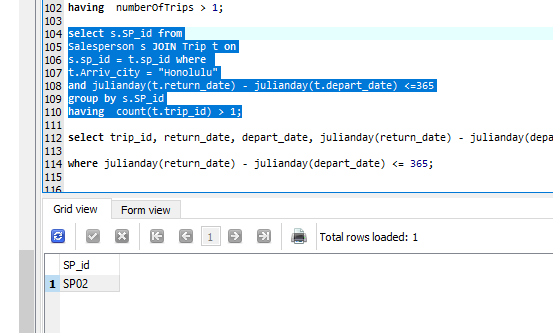 102 having  numberOfTrips > 1;
103
104 select s.SP_id from
105 Salesperson s JOIN Trip t on
106 s.sp_id = t.sp_id where
107 t.Arriv_city = "Honolulu"
108 and julianday(t.return_date) - julianday(t.depart_date) <=365
109 group by s.SP_id
110 having  count(t.trip_id) > 1;
111
112 select trip_id, return_date, depart_date, julianday(return_date) - julianday(depa
113
114 where julianday(return_date) - julianday(depart_date) <= 365;
115
116
Grid view Form view
1 Total rows loaded: 1
SP_id
1 SP02